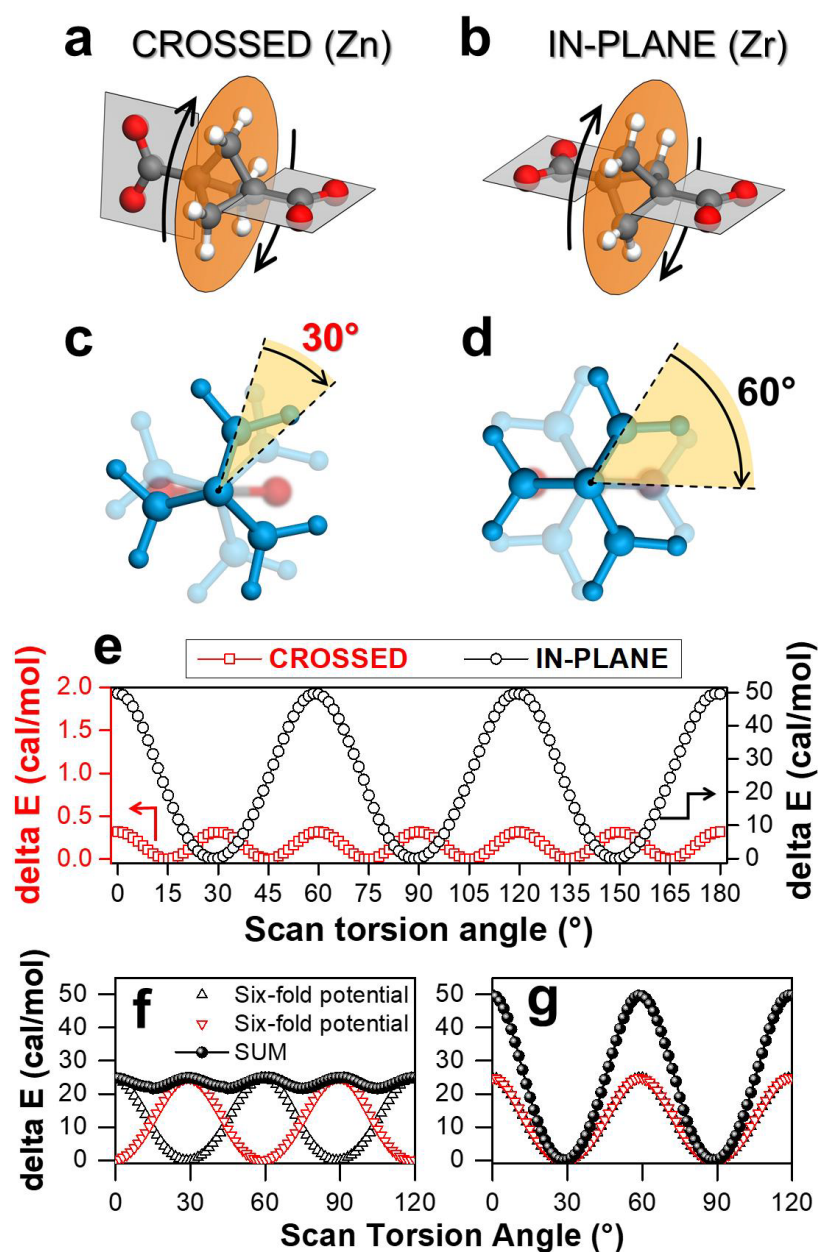 a CROSSED (Zn) b IN-PLANE (Zr)
c 30° d 60°
e
CROSSED IN-PLANE
2.0 50
1.5 40
30
1.0 20
0.5 10
0.0 0
delta E (cal/mol) delta E (cal/mol)
0 15 30 45 60 75 90 105 120 135 150 165 180
Scan torsion angle (°)
f Six-fold potential
Six-fold potential
SUM
g
50 50
40 40
30 30
20 20
10 10
0 0
delta E (cal/mol)
0 30 60 90 120 0 30 60 90 120
Scan Torsion Angle (°)